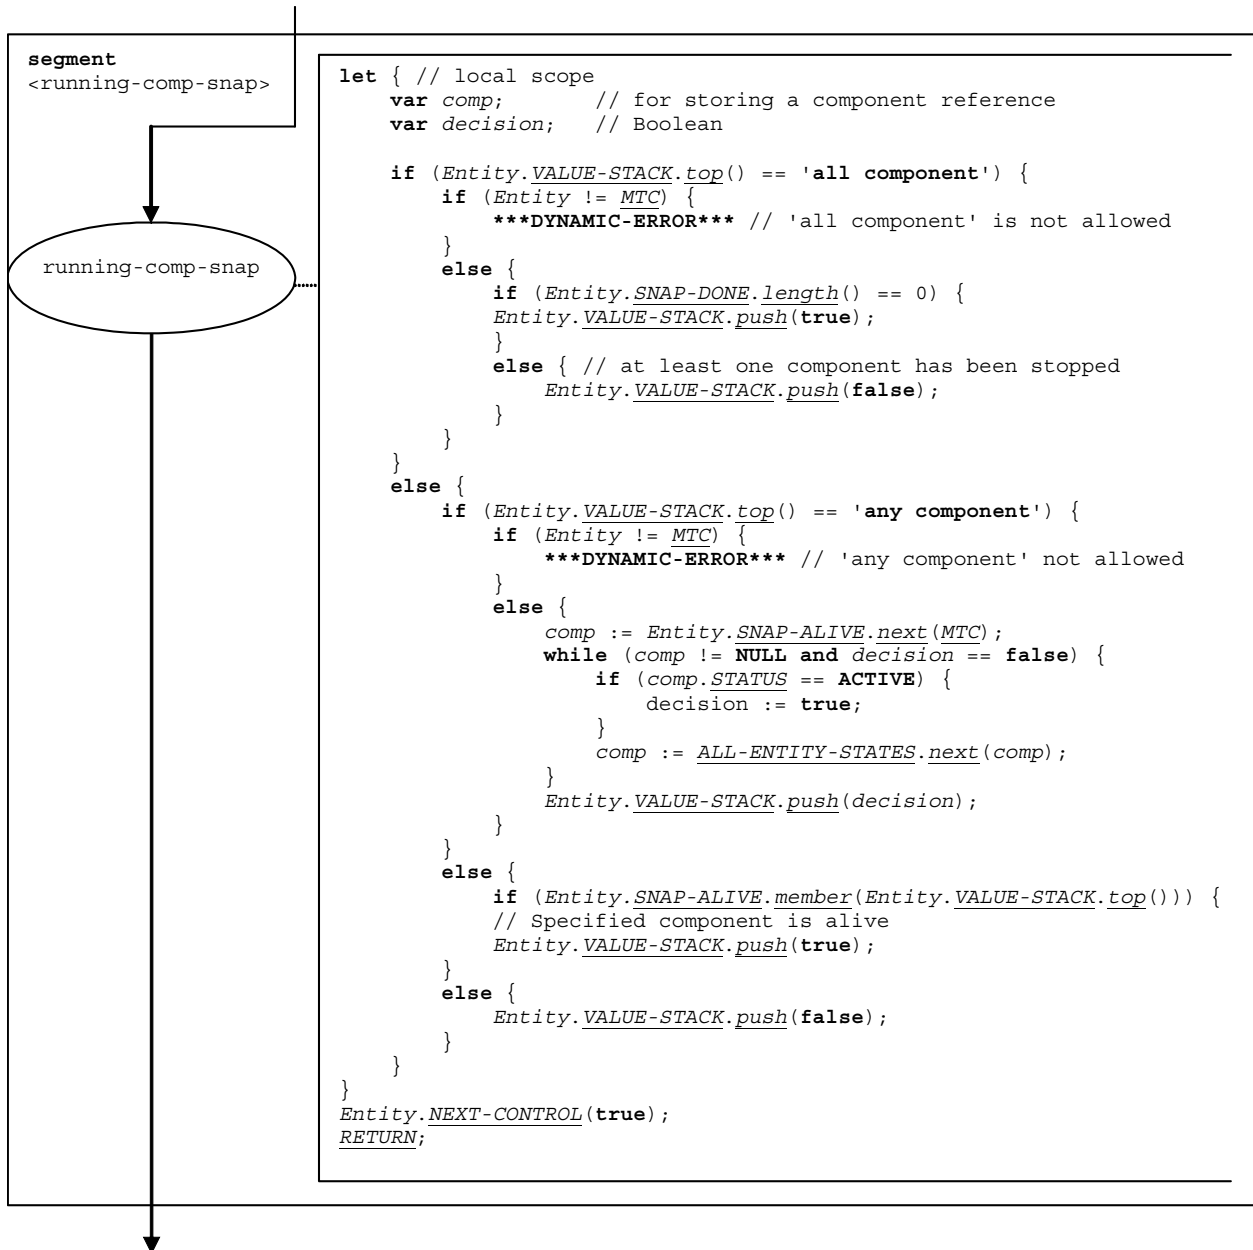 segment
<running-comp-snap>
running-comp-snap
let { // local scope
    var comp;        // for storing a component reference
    var decision;   // Boolean

    if (Entity.VALUE-STACK.top() == 'all component') {
        if (Entity != MTC) {
            ***DYNAMIC-ERROR*** // 'all component' is not allowed
        }
        else {
            if (Entity.SNAP-DONE.length() == 0) {
            Entity.VALUE-STACK.push(true);
            }
            else { // at least one component has been stopped
                Entity.VALUE-STACK.push(false);
            }
        }
    }
    else {
        if (Entity.VALUE-STACK.top() == 'any component') {
            if (Entity != MTC) {
                ***DYNAMIC-ERROR*** // 'any component' not allowed
            }
            else {
                comp := Entity.SNAP-ALIVE.next(MTC);
                while (comp != NULL and decision == false) {
                    if (comp.STATUS == ACTIVE) {
                        decision := true;
                    }
                    comp := ALL-ENTITY-STATES.next(comp);
                }
                Entity.VALUE-STACK.push(decision);
            }
        }
        else {
            if (Entity.SNAP-ALIVE.member(Entity.VALUE-STACK.top())) {
            // Specified component is alive
            Entity.VALUE-STACK.push(true);
        }
        else {
            Entity.VALUE-STACK.push(false);
        }
    }
}
Entity.NEXT-CONTROL(true);
RETURN;